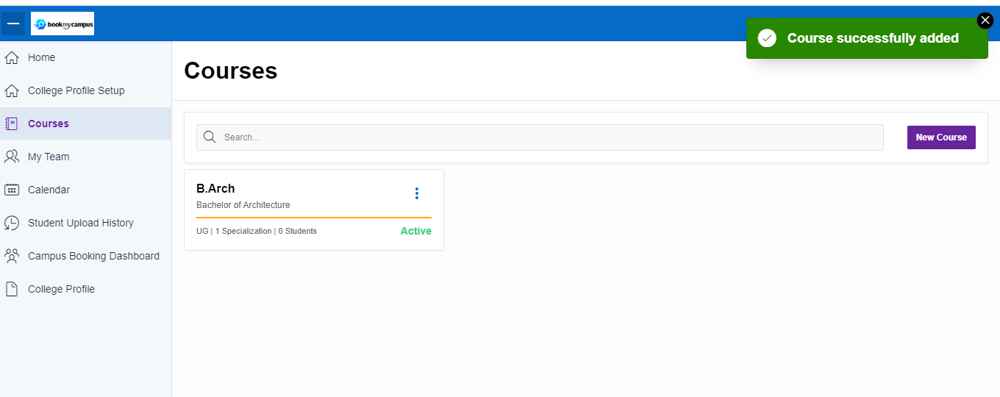 bookmycampus
Course successfully added
Home
College Profile Setup
Courses
My Team
Calendar
Student Upload History
Campus Booking Dashboard
College Profile
Courses
Search...
New Course
B.Arch
Bachelor of Architecture
UG | 1 Specialization | 0 Students
Active